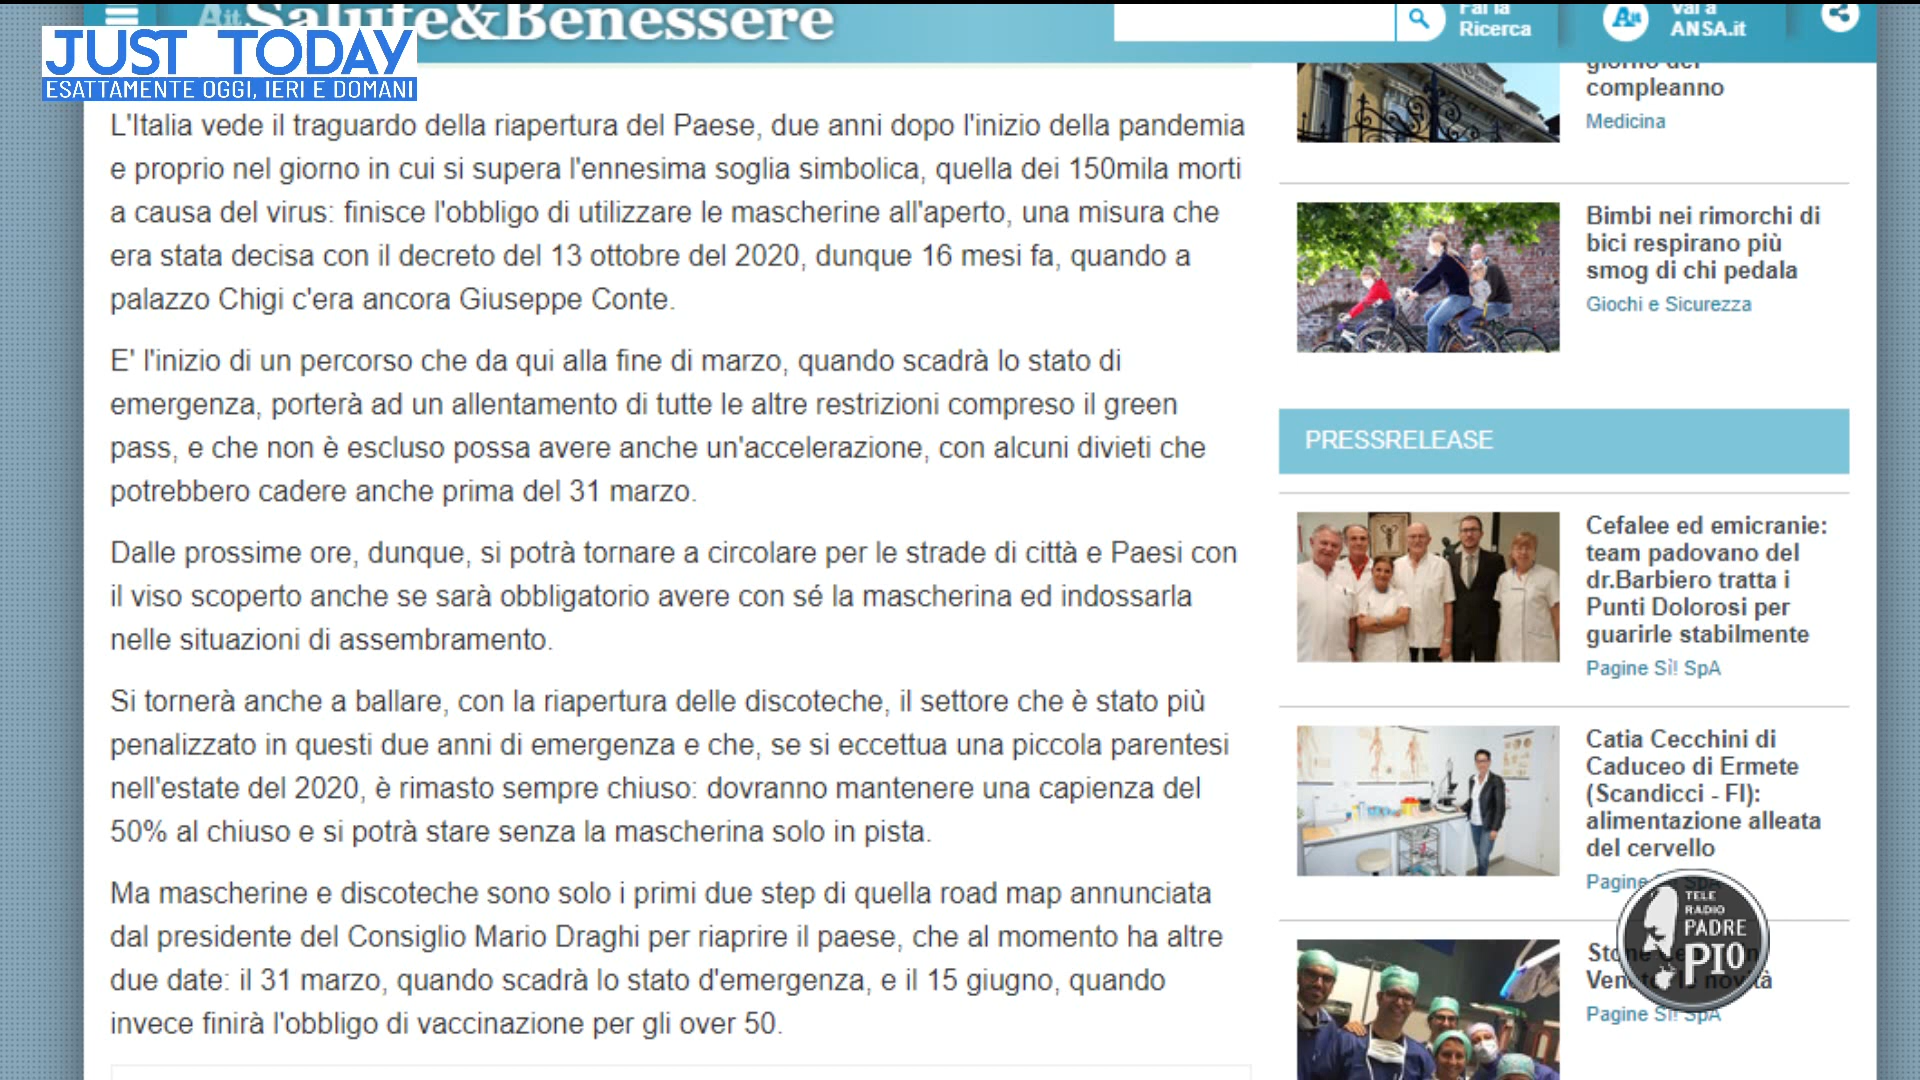 A.it Salute&Benessere
Fai la
Ricerca
Vai a
ANSA.it
JUST TODAY
ESATTAMENTE OGGI, IERI E DOMANI
L'Italia vede il traguardo della riapertura del Paese, due anni dopo l'inizio della pandemia
e proprio nel giorno in cui si supera l'ennesima soglia simbolica, quella dei 150mila morti
a causa del virus: finisce l'obbligo di utilizzare le mascherine all'aperto, una misura che
era stata decisa con il decreto del 13 ottobre del 2020, dunque 16 mesi fa, quando a
palazzo Chigi c'era ancora Giuseppe Conte.
E' l'inizio di un percorso che da qui alla fine di marzo, quando scadrà lo stato di
emergenza, porterà ad un allentamento di tutte le altre restrizioni compreso il green
pass, e che non è escluso possa avere anche un'accelerazione, con alcuni divieti che
potrebbero cadere anche prima del 31 marzo.
Dalle prossime ore, dunque, si potrà tornare a circolare per le strade di città e Paesi con
il viso scoperto anche se sarà obbligatorio avere con sé la mascherina ed indossarla
nelle situazioni di assembramento.
Si tornerà anche a ballare, con la riapertura delle discoteche, il settore che è stato più
penalizzato in questi due anni di emergenza e che, se si eccettua una piccola parentesi
nell'estate del 2020, è rimasto sempre chiuso: dovranno mantenere una capienza del
50% al chiuso e si potrà stare senza la mascherina solo in pista.
Ma mascherine e discoteche sono solo i primi due step di quella road map annunciata
dal presidente del Consiglio Mario Draghi per riaprire il paese, che al momento ha altre
due date: il 31 marzo, quando scadrà lo stato d'emergenza, e il 15 giugno, quando
invece finirà l'obbligo di vaccinazione per gli over 50.
giorno del
compleanno
Medicina
Bimbi nei rimorchi di
bici respirano più
smog di chi pedala
Giochi e Sicurezza
PRESSRELEASE
Cefalee ed emicranie:
team padovano del
dr.Barbiero tratta i
Punti Dolorosi per
guarirle stabilmente
Pagine Sì! SpA
Catia Cecchini di
Caduceo di Ermete
(Scandicci - FI):
alimentazione alleata
del cervello
Pagine
TELE
RADIO
PADRE
PIO
Pagine Sì! SpA